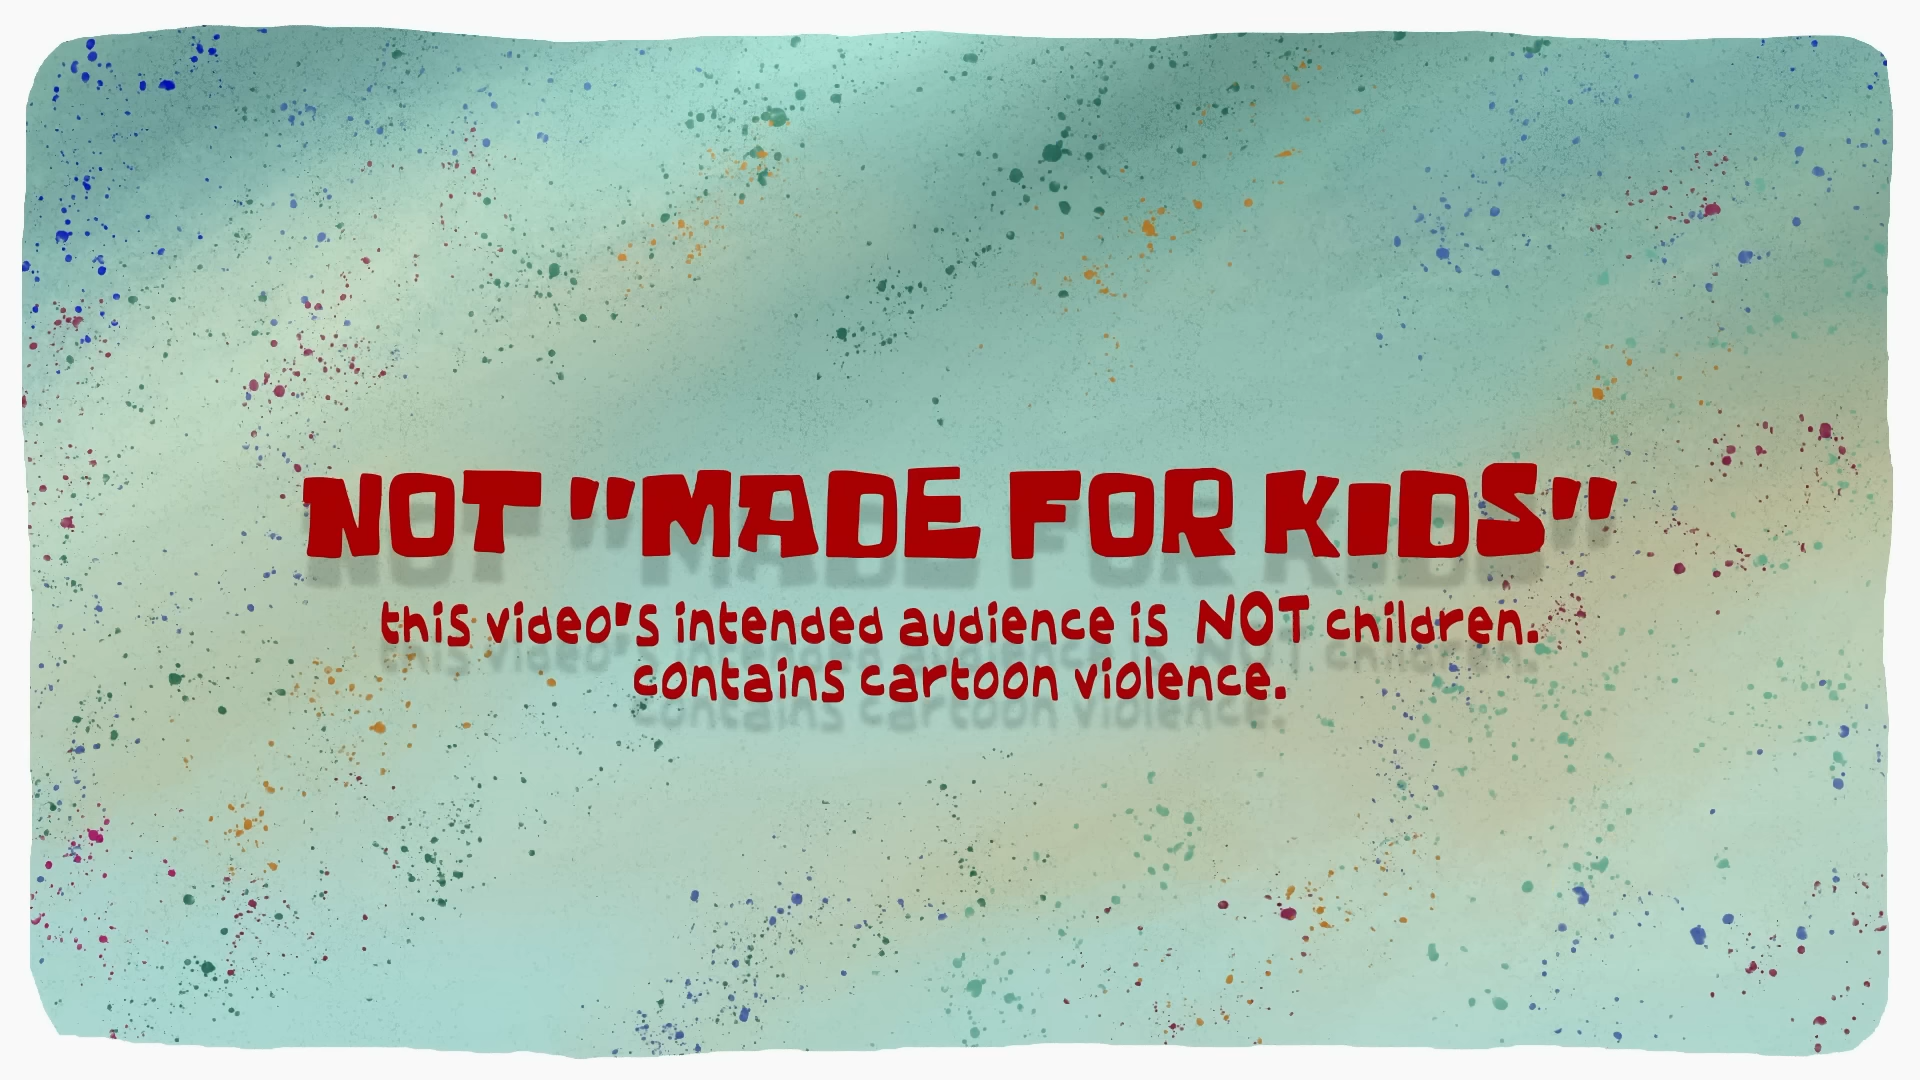 NOT "MADE FOR KIDS"
this video's intended audience is NOT children.
contains cartoon violence.